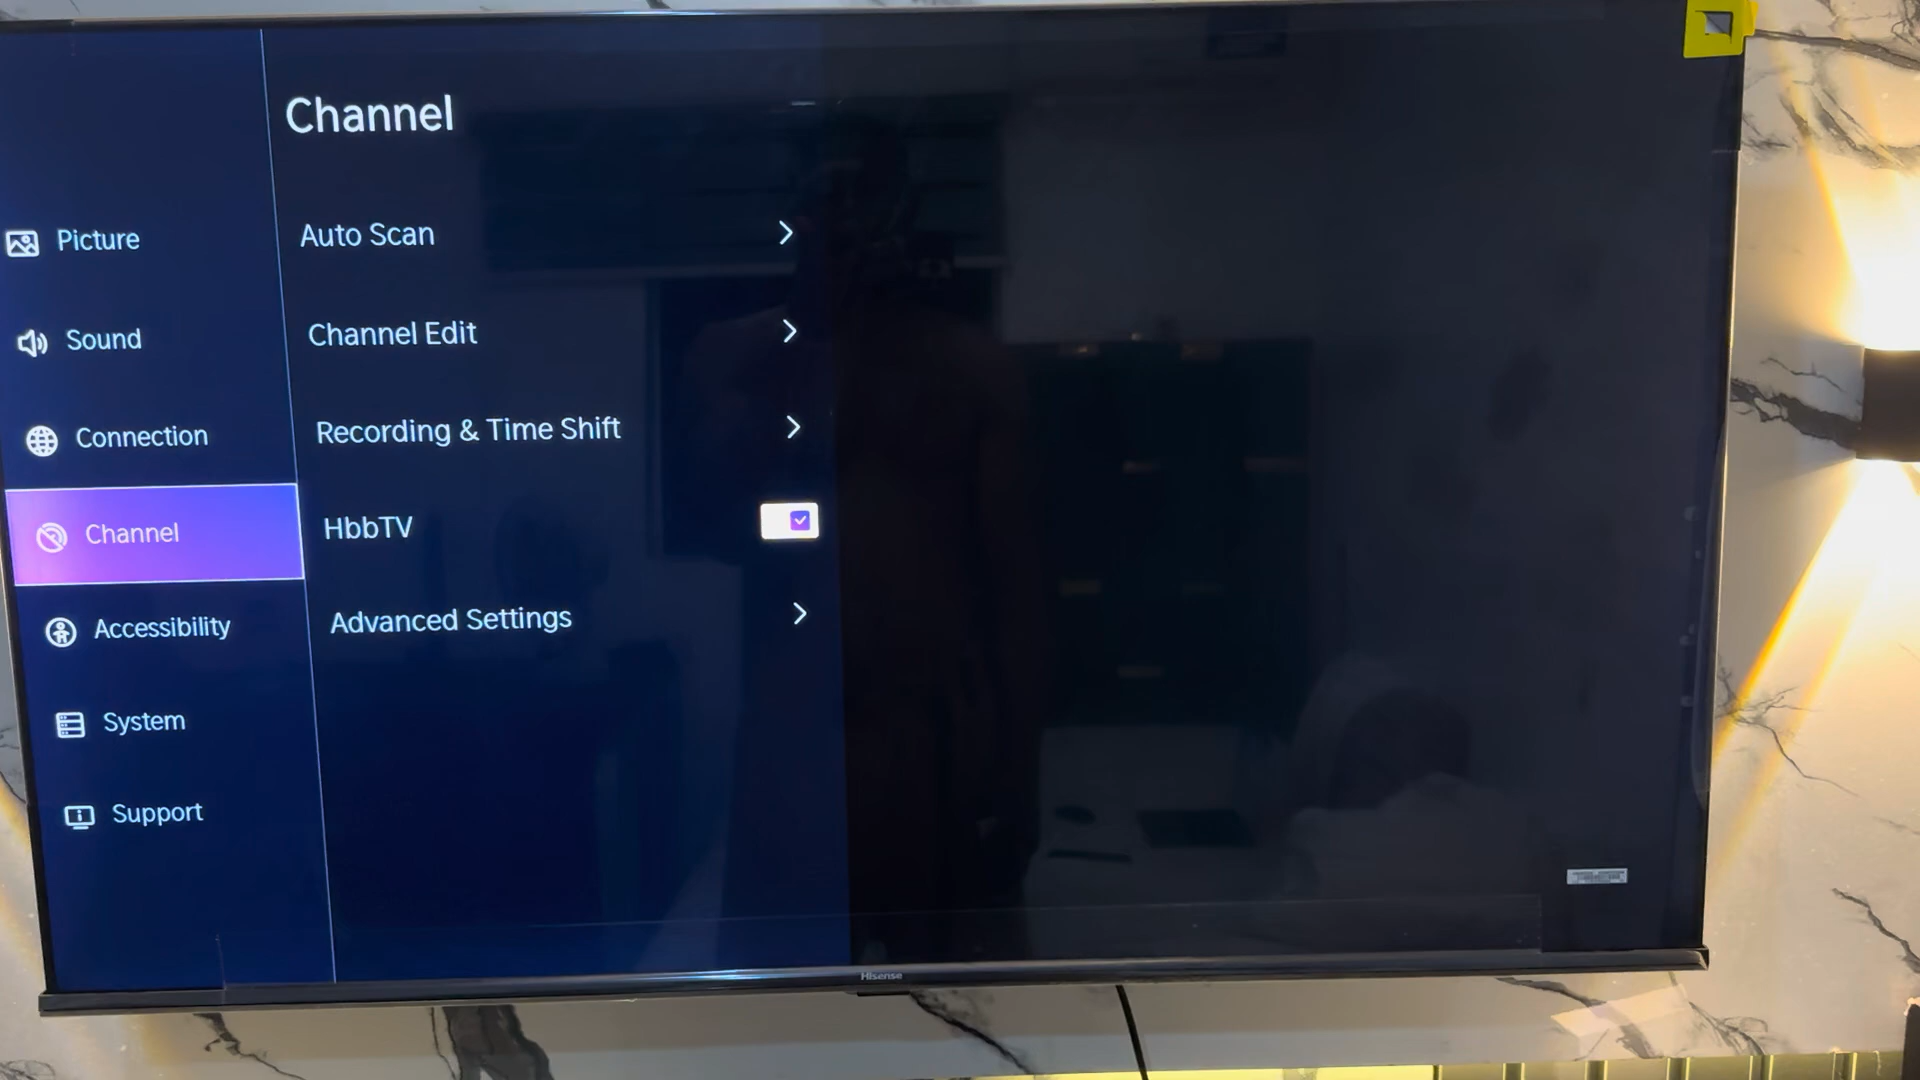 Channel
Picture
Sound
Connection
Channel
Accessibility
System
Support
Auto Scan
Channel Edit
Recording & Time Shift
HbbTV
Advanced Settings
Hisense